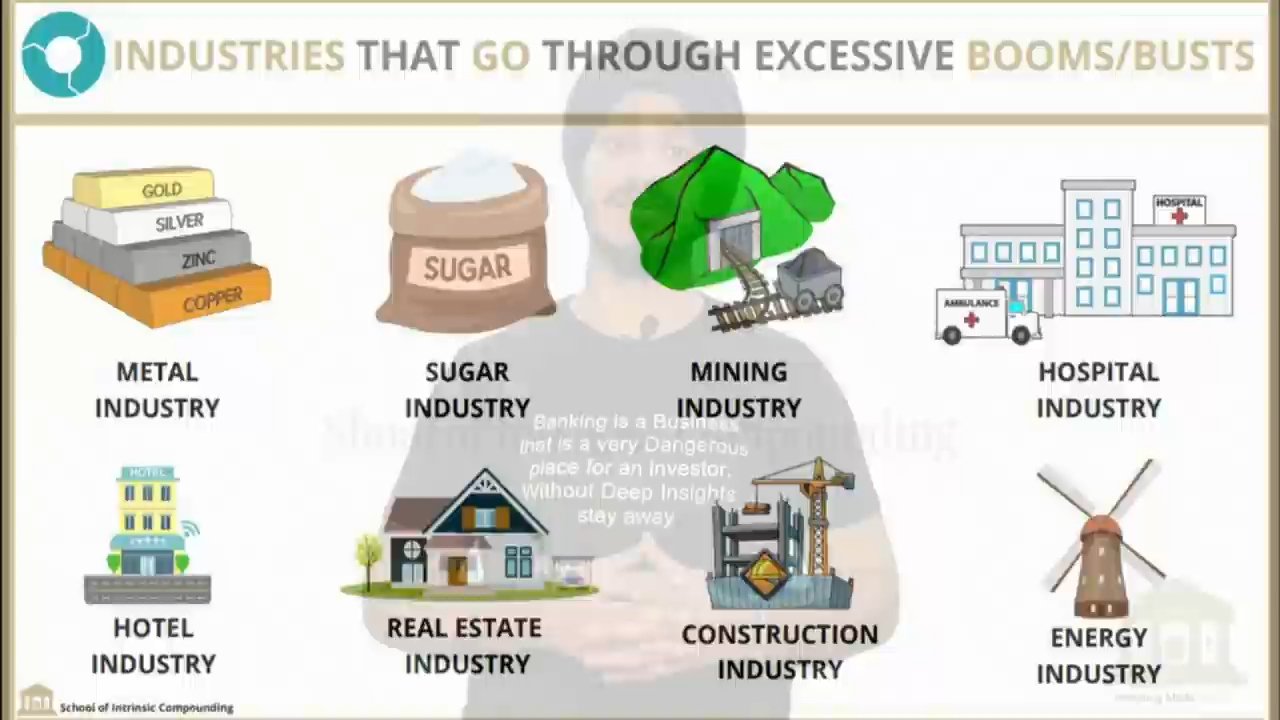 INDUSTRIES THAT GO THROUGH EXCESSIVE BOOMS/BUSTS
GOLD
SILVER
ZINC
COPPER
SUGAR
HOSPITAL
AMBULANCE
METAL
INDUSTRY
SUGAR
INDUSTRY
MINING
INDUSTRY
HOSPITAL
INDUSTRY
Banking is a Business
that is a very Dangerous
place for an Investor,
Without Deep Insights
stay away
HOTEL
HOTEL
INDUSTRY
REAL ESTATE
INDUSTRY
CONSTRUCTION
INDUSTRY
ENERGY
INDUSTRY
School of Intrinsic Compounding